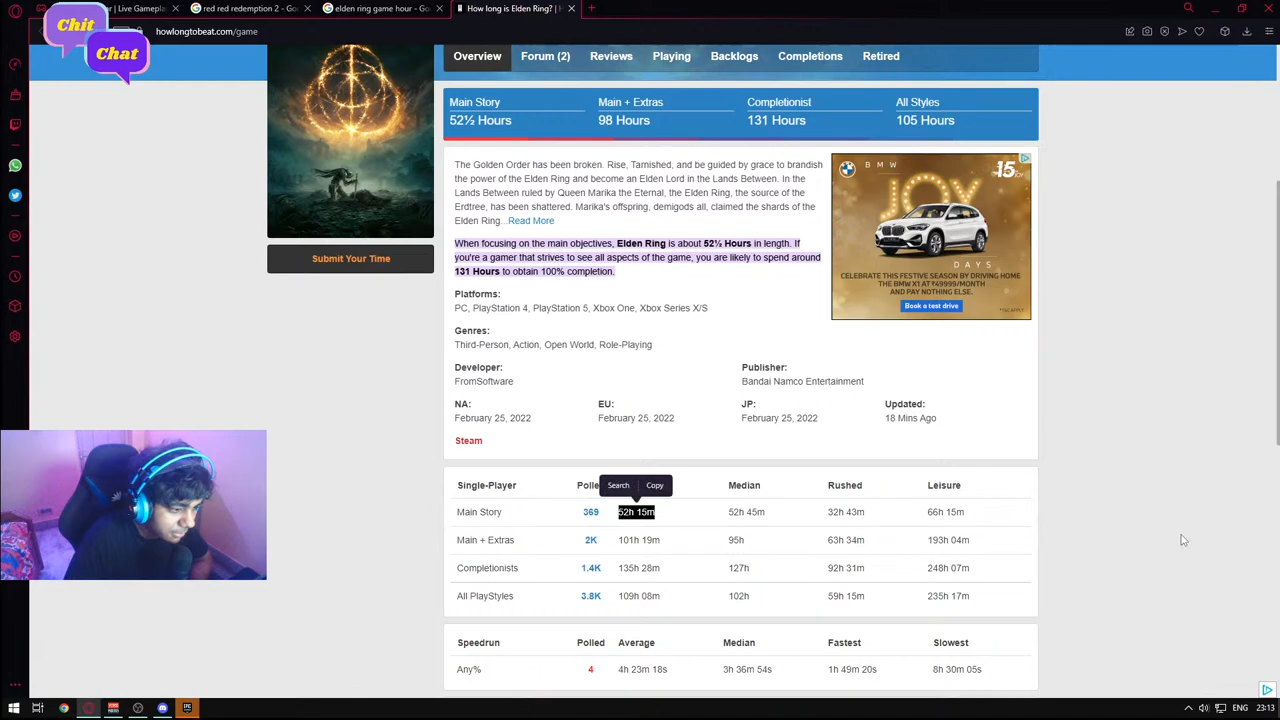 Chit
Chat
r | Live Gameplay
red red redemption 2 - Go
elden ring game hour - Goo
How long is Elden Ring? | H
howlongtobeat.com/game
Overview
Forum (2)
Reviews
Playing
Backlogs
Completions
Retired
Main Story
Main + Extras
Completionist
All Styles
52½ Hours
98 Hours
131 Hours
105 Hours
The Golden Order has been broken. Rise, Tarnished, and be guided by grace to brandish
the power of the Elden Ring and become an Elden Lord in the Lands Between. In the
Lands Between ruled by Queen Marika the Eternal, the Elden Ring, the source of the
Erdtree, has been shattered. Marika's offspring, demigods all, claimed the shards of the
Elden Ring...Read More
When focusing on the main objectives, Elden Ring is about 52½ Hours in length. If
you're a gamer that strives to see all aspects of the game, you are likely to spend around
131 Hours to obtain 100% completion.
BMW
15
JOY
DAYS
CELEBRATE THIS FESTIVE SEASON BY DRIVING HOME
THE BMW X1 AT ₹49999/MONTH
AND PAY NOTHING ELSE.
Book a test drive
Submit Your Time
Platforms:
PC, PlayStation 4, PlayStation 5, Xbox One, Xbox Series X/S
Genres:
Third-Person, Action, Open World, Role-Playing
Developer:
Publisher:
FromSoftware
Bandai Namco Entertainment
NA:
EU:
JP:
Updated:
February 25, 2022
February 25, 2022
February 25, 2022
18 Mins Ago
Steam
Search
Copy
Single-Player
Polle
Median
Rushed
Leisure
Main Story
369
52h 15m
52h 45m
32h 43m
66h 15m
Main + Extras
2K
101h 19m
95h
63h 34m
193h 04m
Completionists
1.4K
135h 28m
127h
92h 31m
248h 07m
All PlayStyles
3.8K
109h 08m
102h
59h 15m
235h 17m
Speedrun
Polled
Average
Median
Fastest
Slowest
Any%
4
4h 23m 18s
3h 36m 54s
1h 49m 20s
8h 30m 05s
ENG
23:13